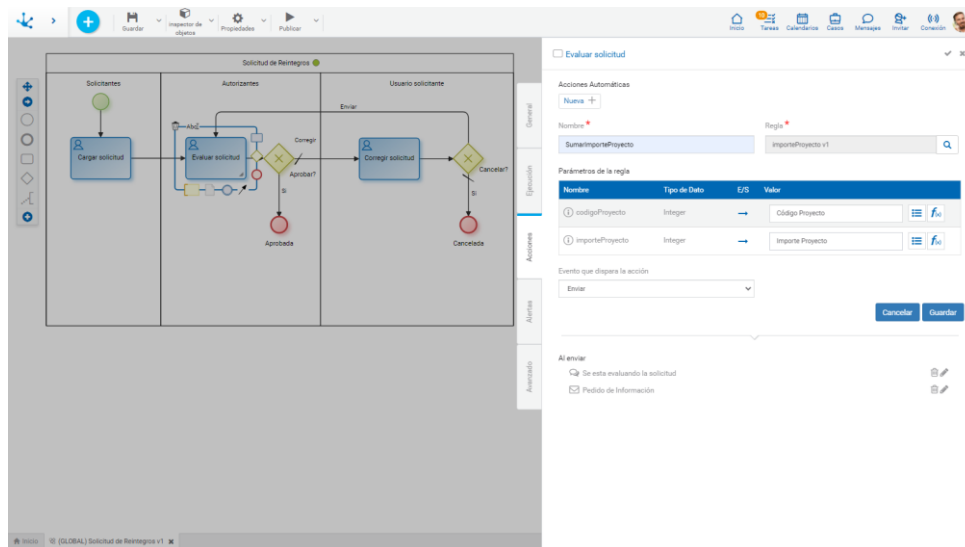 Guardar
Inspector de objetos
Propiedades
Publicar
Inicio
10
Tareas
Calendarios
Casos
Mensajes
Invitar
Conexión
Solicitud de Reintegros
Solicitantes
Autorizantes
Usuario solicitante
Enviar
Abc
Corregir
Cargar solicitud
Evaluar solicitud
Aprobar?
Corregir solicitud
Cancelar?
Si
Si
Aprobada
Cancelada
General
Ejecución
Acciones
Alertas
Avanzado
Evaluar solicitud
Acciones Automáticas
Nueva +
Nombre *
Regla *
SumarImporteProyecto
importeProyecto v1
Parámetros de la regla
Nombre Tipo de Dato E/S Valor
codigoProyecto Integer → Código Proyecto
importeProyecto Integer → Importe Proyecto
Evento que dispara la acción
Enviar
Cancelar Guardar
Al enviar
Se esta evaluando la solicitud
Pedido de Información
Inicio
(GLOBAL) Solicitud de Reintegros v1